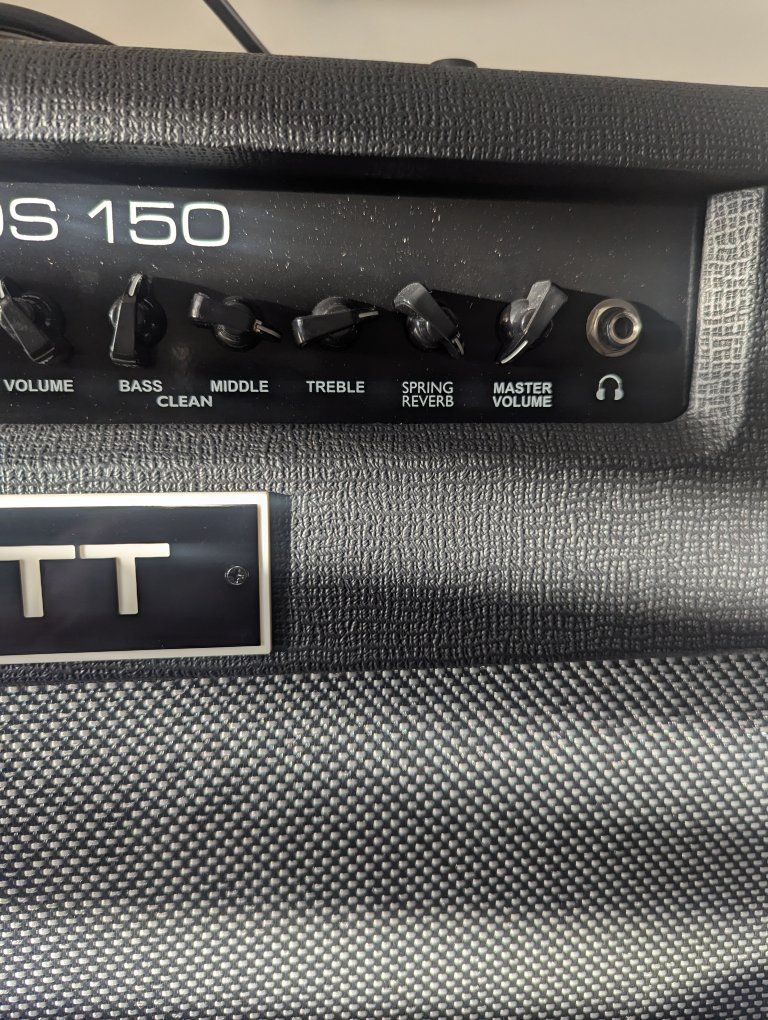 OS 150
VOLUME BASS MIDDLE TREBLE SPRING REVERB MASTER VOLUME
CLEAN
TT